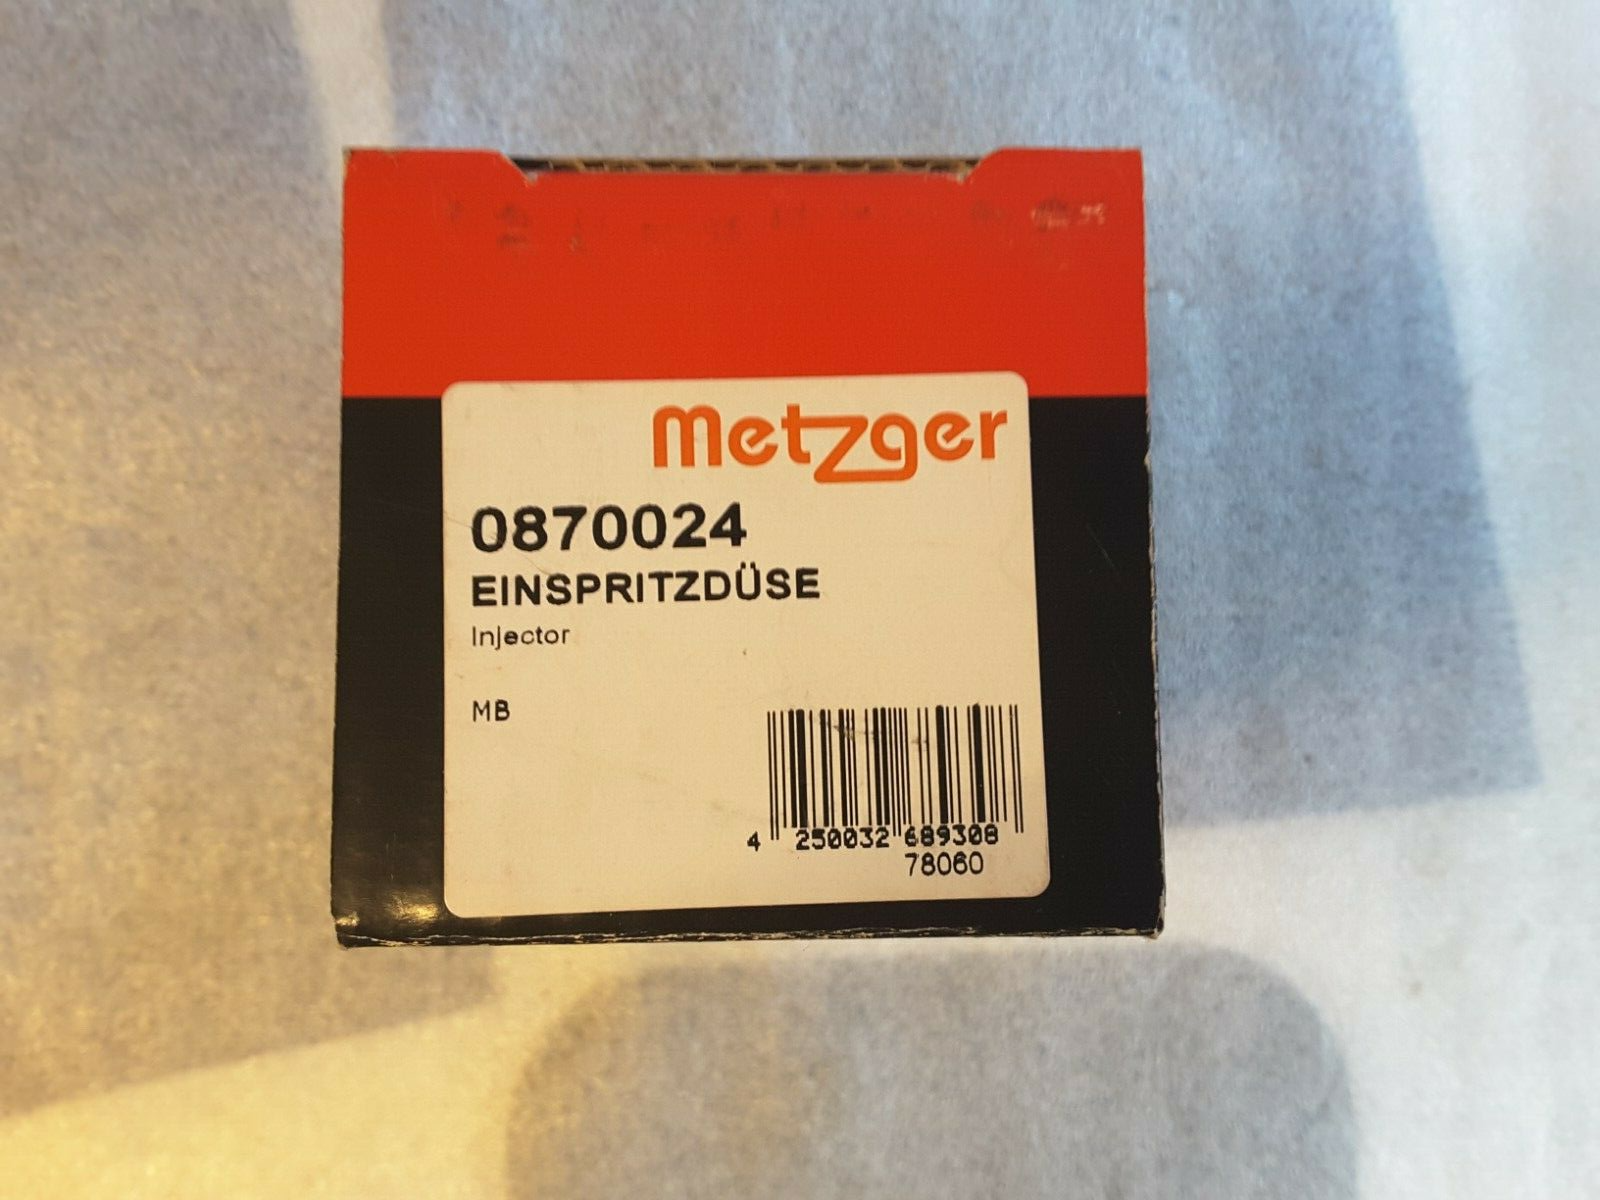 metzger
0870024
EINSPRITZDÜSE
Injector
MB
4 250032 689308
78060